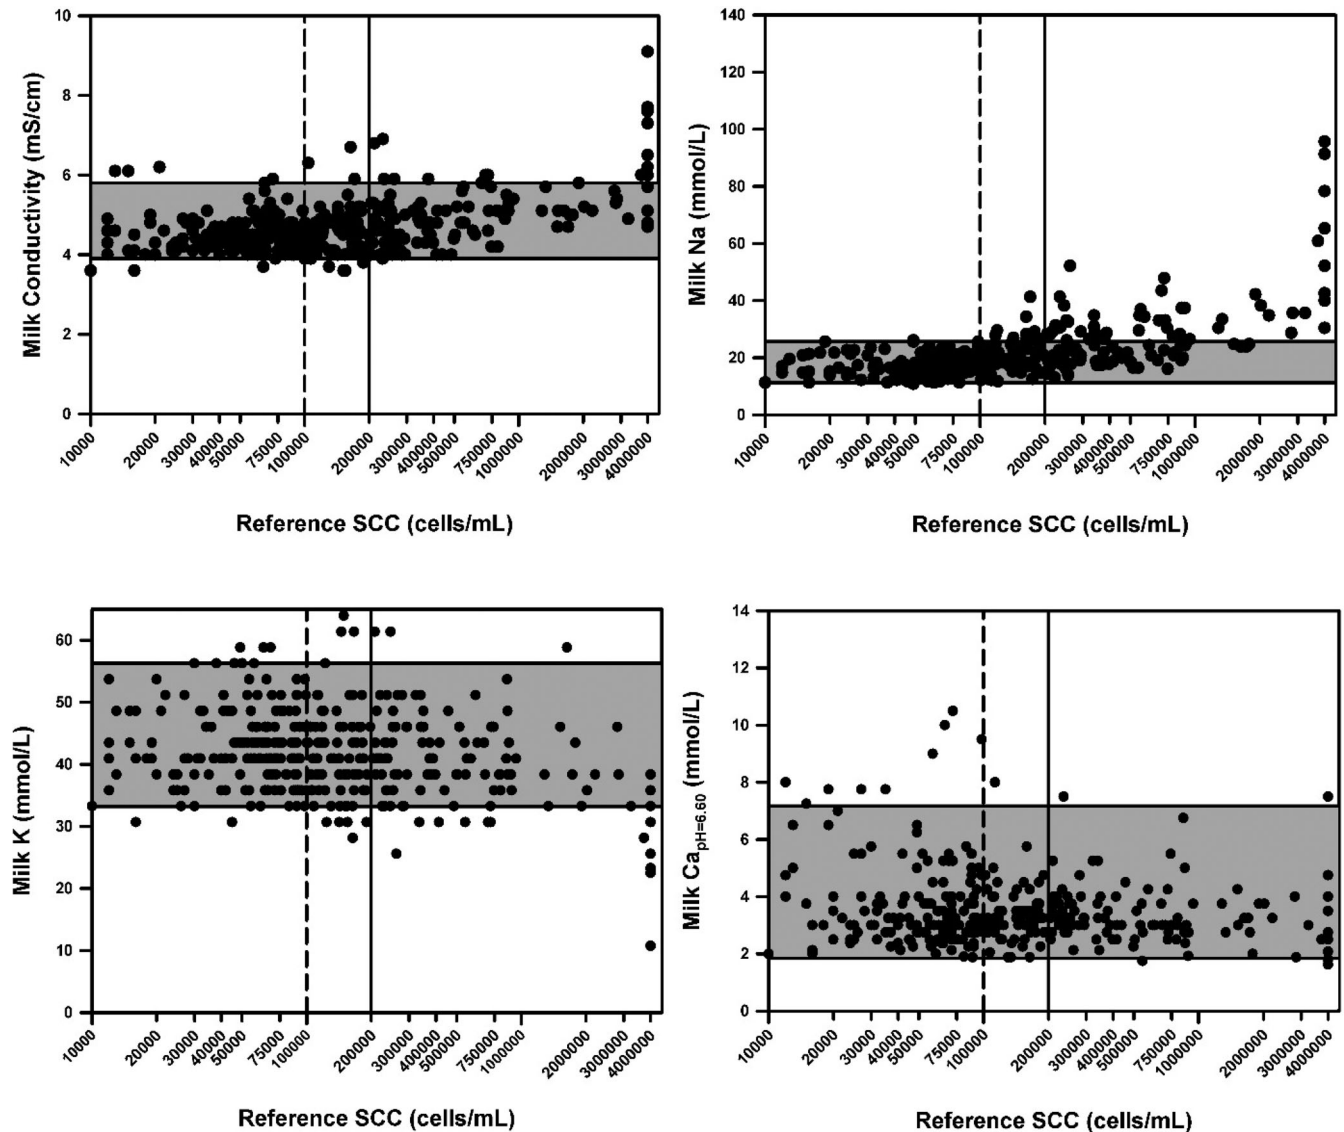 Milk Conductivity (mS/cm)
10
8
6
4
2
0
10000 20000 30000 40000 50000 75000 100000 200000 300000 400000 500000 750000 1000000 2000000 3000000 4000000
Reference SCC (cells/mL)
Milk Na (mmol/L)
140
120
100
80
60
40
20
0
10000 20000 30000 40000 50000 75000 100000 200000 300000 400000 500000 750000 1000000 2000000 3000000 4000000
Reference SCC (cells/mL)
Milk K (mmol/L)
60
50
40
30
20
10
0
10000 20000 30000 40000 50000 75000 100000 200000 300000 400000 500000 750000 1000000 2000000 3000000 4000000
Reference SCC (cells/mL)
Milk CapH=6.60 (mmol/L)
14
12
10
8
6
4
2
0
10000 20000 30000 40000 50000 75000 100000 200000 300000 400000 500000 750000 1000000 2000000 3000000 4000000
Reference SCC (cells/mL)